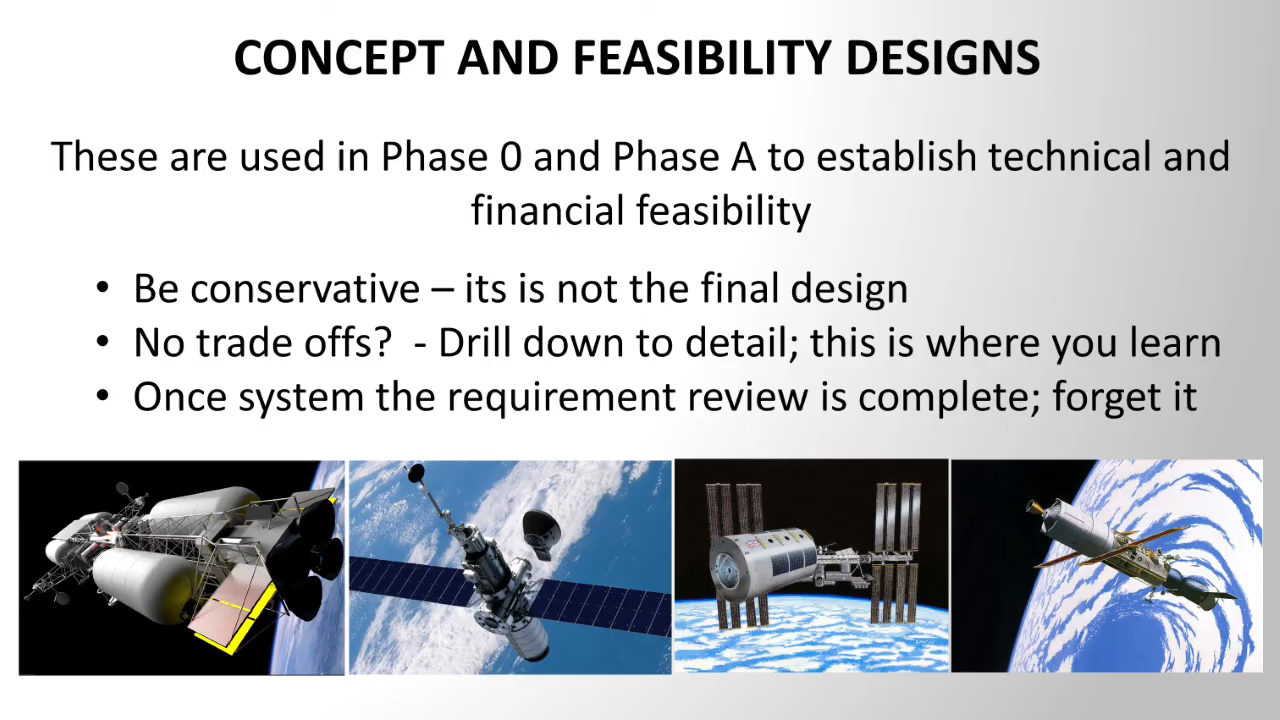 CONCEPT AND FEASIBILITY DESIGNS
These are used in Phase 0 and Phase A to establish technical and
financial feasibility
• Be conservative – its is not the final design
• No trade offs?  - Drill down to detail; this is where you learn
• Once system the requirement review is complete; forget it